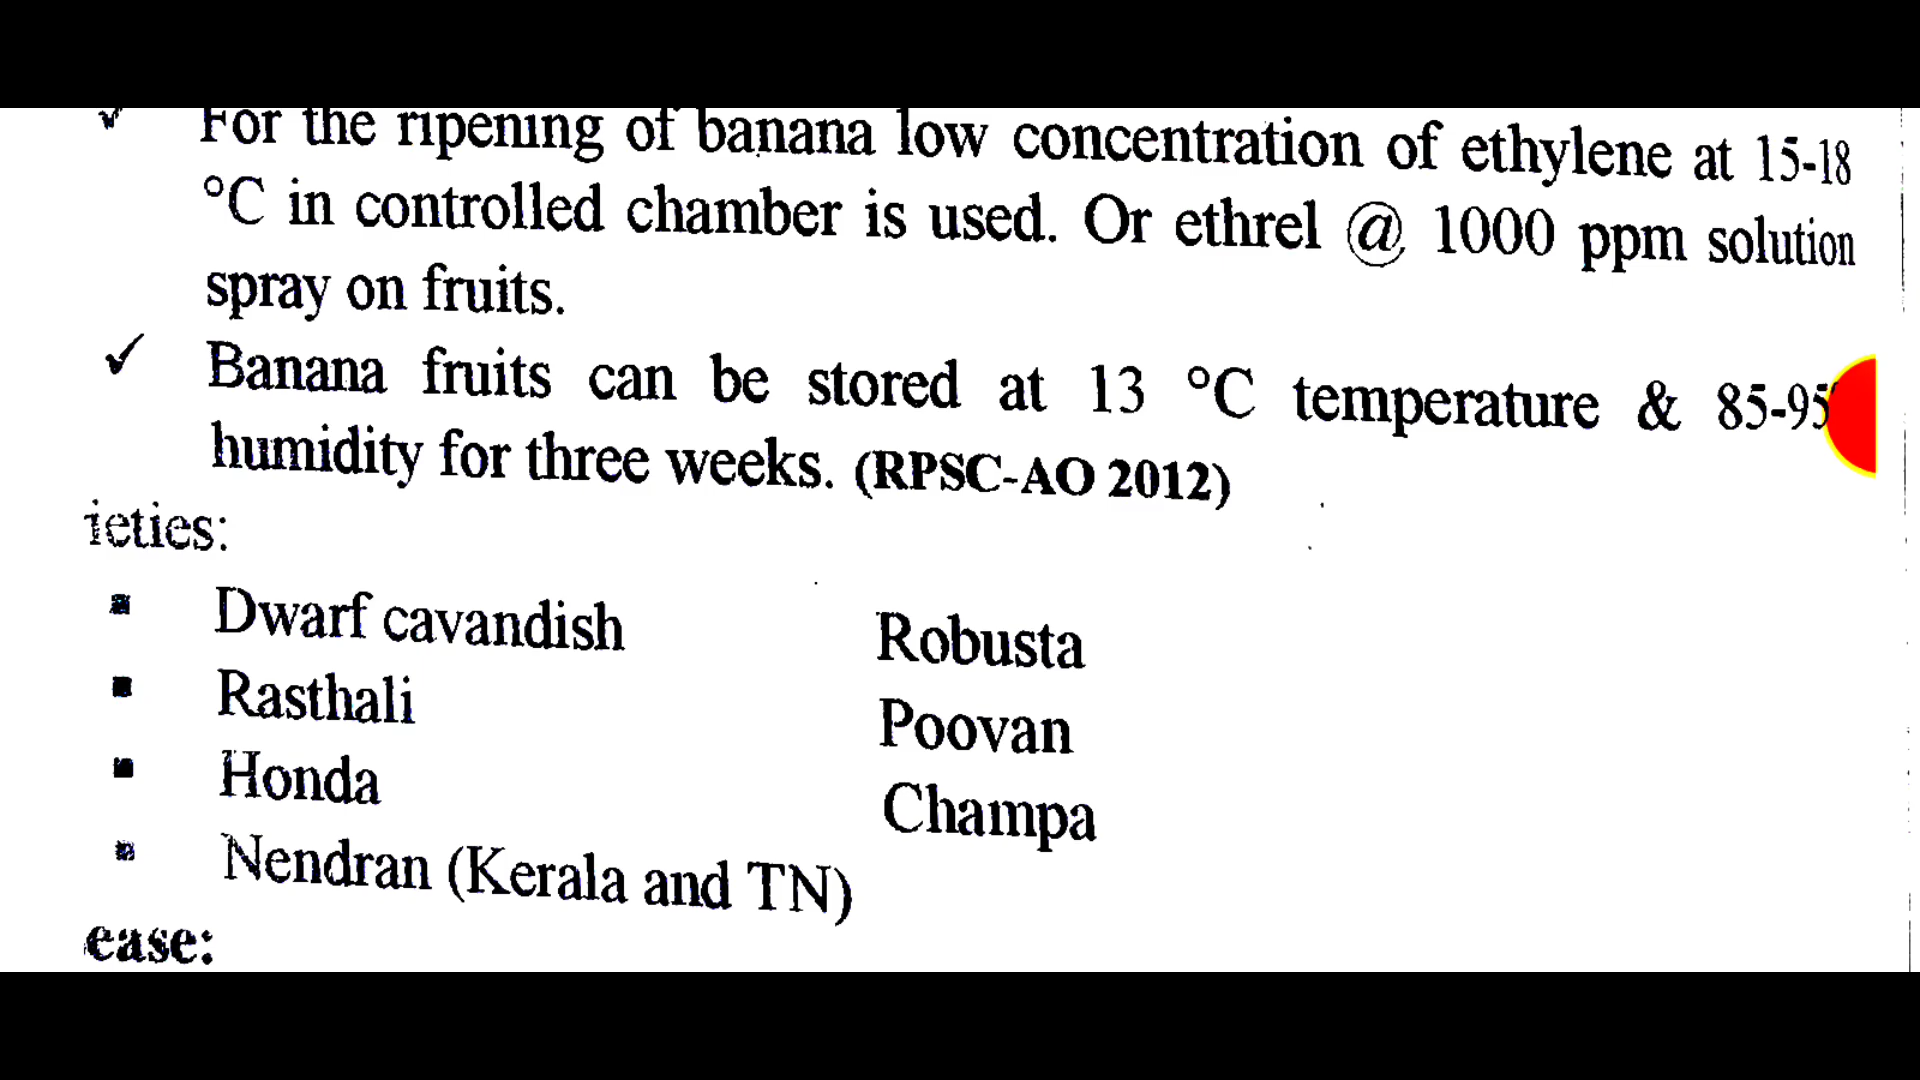 ✓ For the ripening of banana low concentration of ethylene at 15-18
°C in controlled chamber is used. Or ethrel @ 1000 ppm solution
spray on fruits.
✓ Banana fruits can be stored at 13 °C temperature & 85-95
humidity for three weeks. (RPSC-AO 2012)
ieties:
▪ Dwarf cavandish Robusta
▪ Rasthali Poovan
▪ Honda Champa
▪ Nendran (Kerala and TN)
ease: